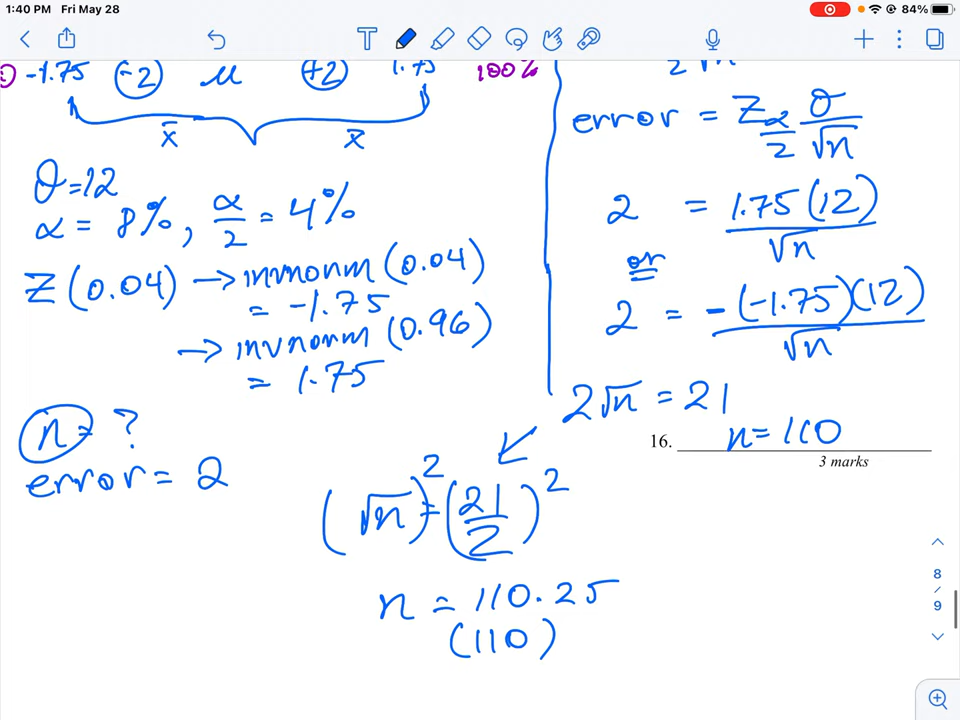 1:40 PM Fri May 28
84%
-1.75 (-2) μ (+2) 1.75 100%
x̄ x̄
σ=12
α = 8%, α/2 = 4%
Z(0.04) → invnorm(0.04)
= -1.75
→ invnorm(0.96)
= 1.75
n = ?
error = 2
2√n
error = Z α/2 σ/√n
2 = 1.75(12)/√n
or
2 = -(-1.75)(12)/√n
2√n = 21
16. n=110
3 marks
(√n)² = (21/2)²
n = 110.25
(110)
8
/
9